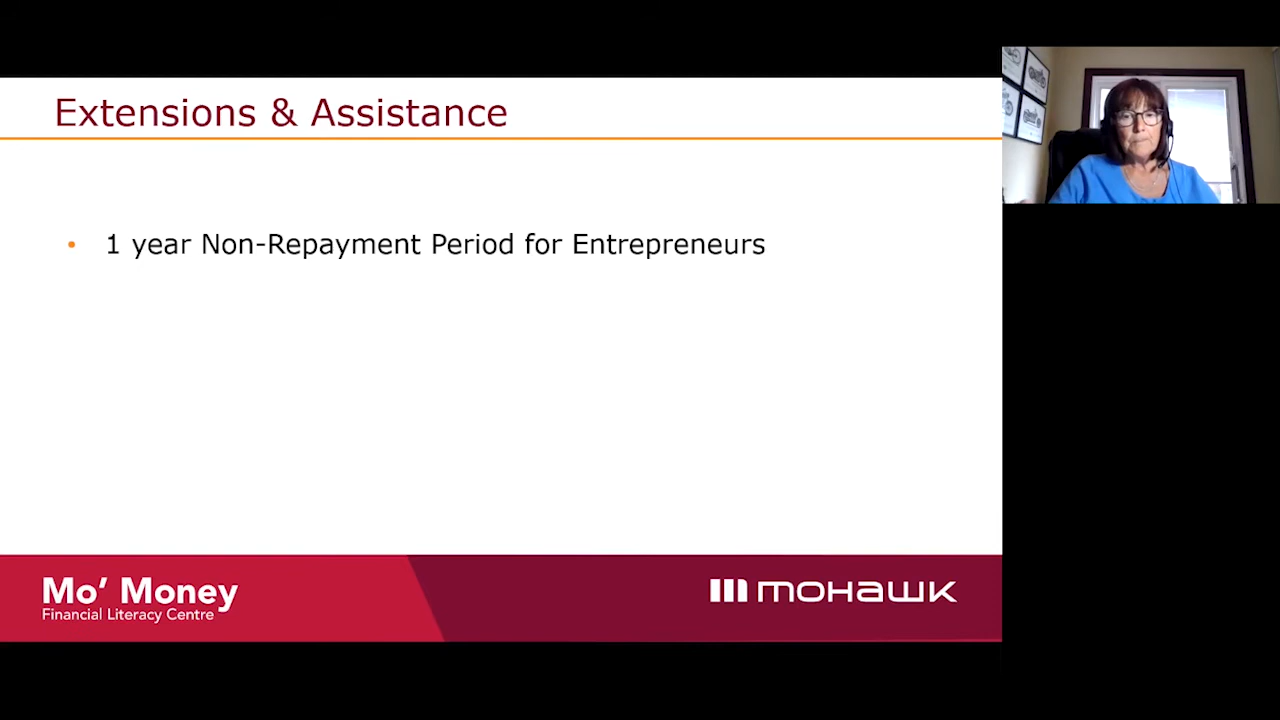 Extensions & Assistance
• 1 year Non-Repayment Period for Entrepreneurs
Mo’ Money
Financial Literacy Centre
mohawk